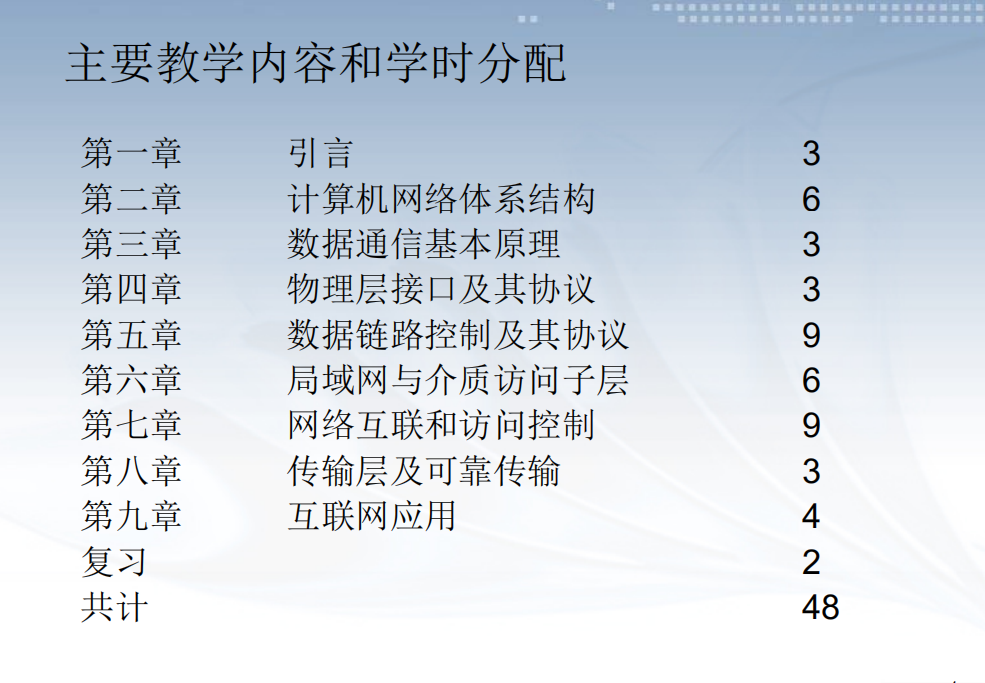 主要教学内容和学时分配
第一章 引言 3
第二章 计算机网络体系结构 6
第三章 数据通信基本原理 3
第四章 物理层接口及其协议 3
第五章 数据链路控制及其协议 9
第六章 局域网与介质访问子层 6
第七章 网络互联和访问控制 9
第八章 传输层及可靠传输 3
第九章 互联网应用 4
复习 2
共计 48